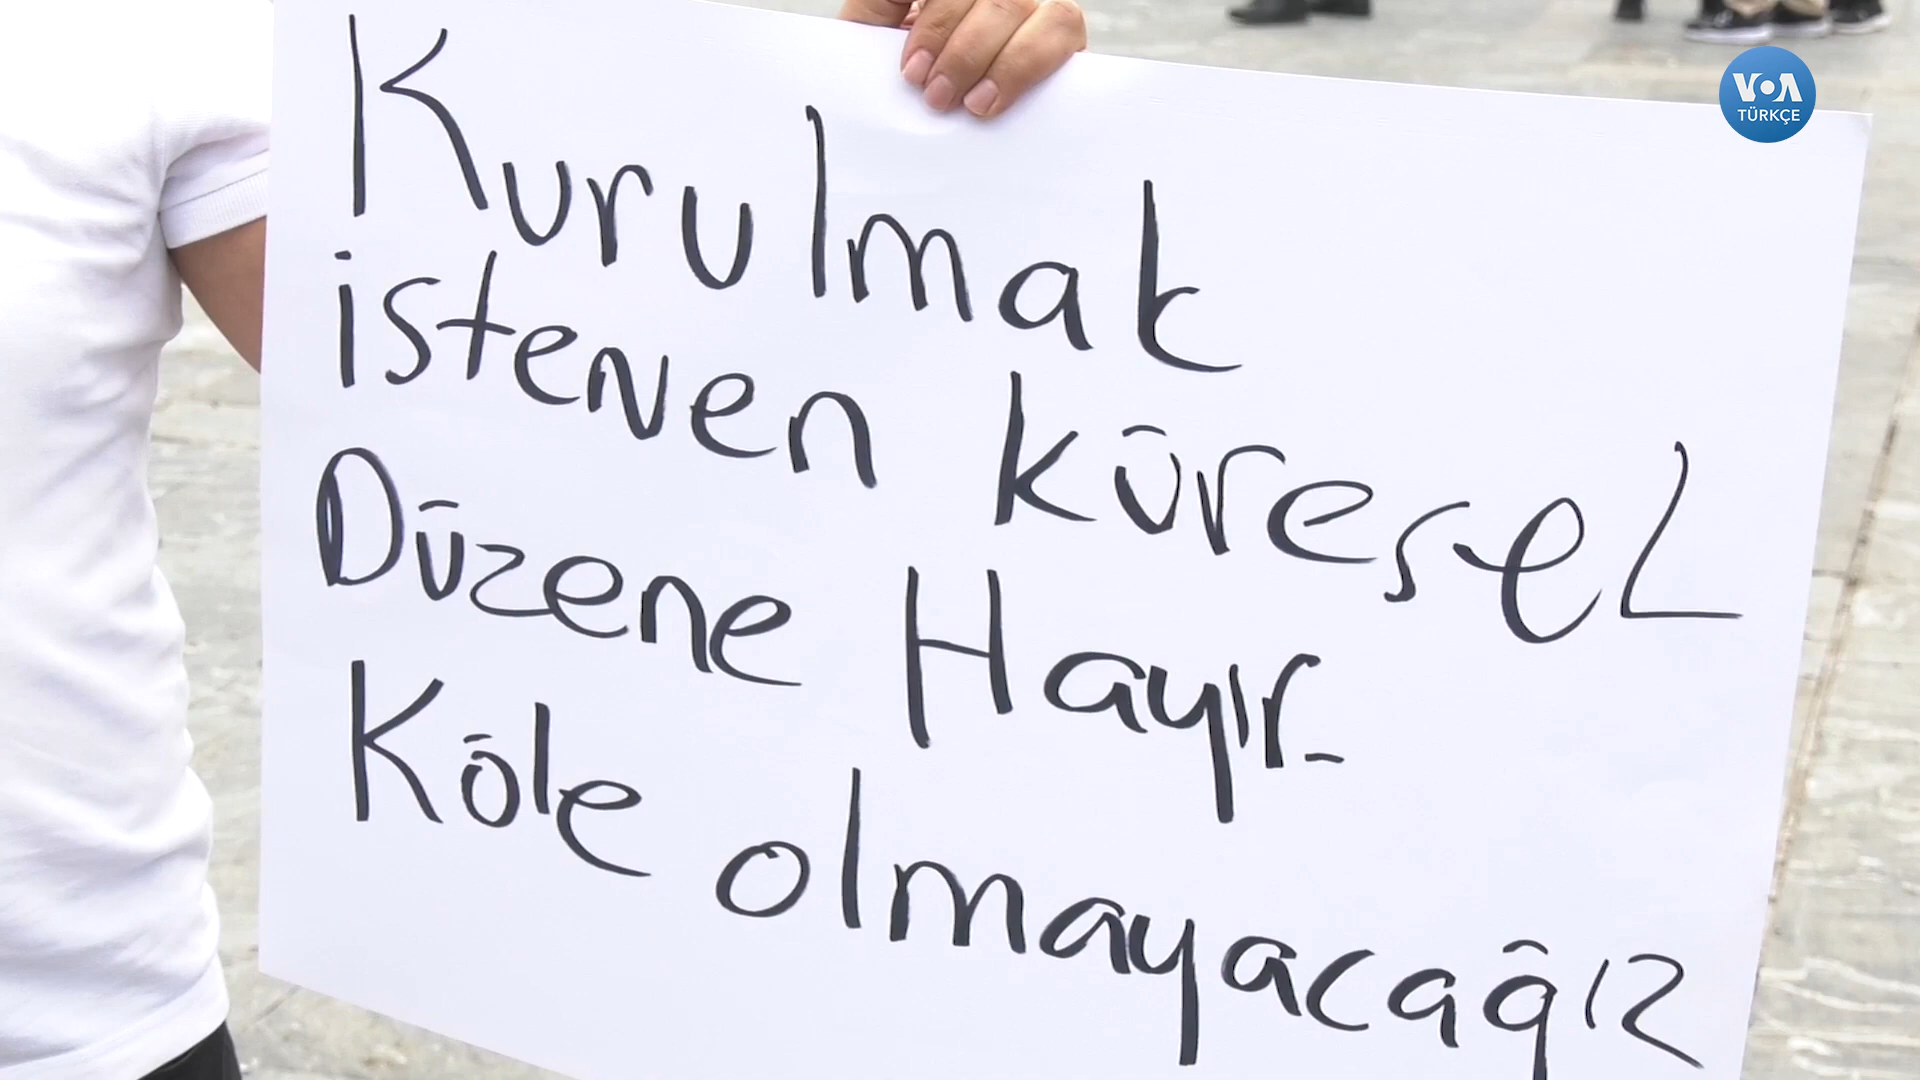 VOA
TÜRKÇE
Kurulmak
istenen küresel
Düzene Hayır.
Köle olmayacağız